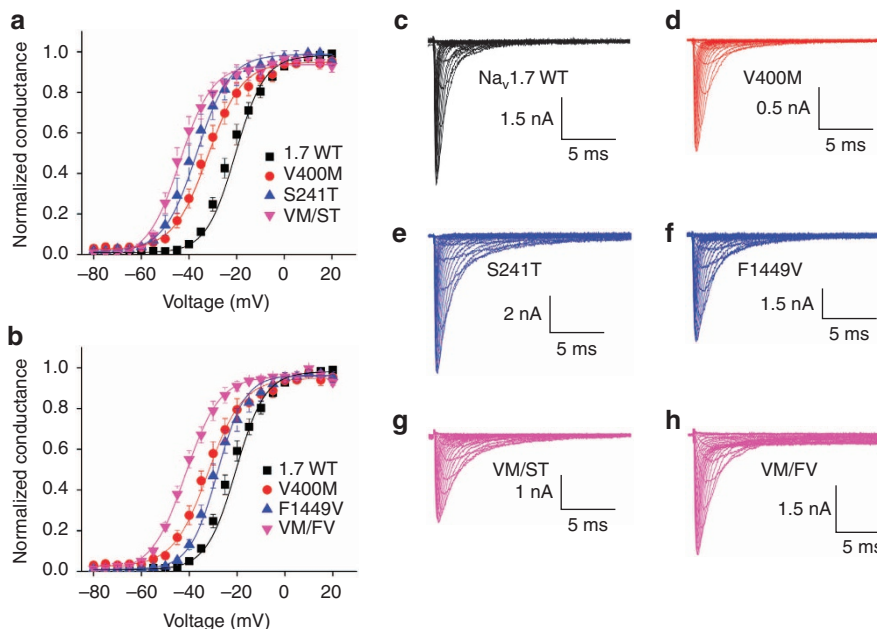 a
Normalized conductance
1.0
0.8
0.6
0.4
0.2
0.0
1.7 WT
V400M
S241T
VM/ST
–80 –60 –40 –20 0 20
Voltage (mV)
b
Normalized conductance
1.0
0.8
0.6
0.4
0.2
0.0
1.7 WT
V400M
F1449V
VM/FV
–80 –60 –40 –20 0 20
Voltage (mV)
c
Nav1.7 WT
1.5 nA
5 ms
d
V400M
0.5 nA
5 ms
e
S241T
2 nA
5 ms
f
F1449V
1.5 nA
5 ms
g
VM/ST
1 nA
5 ms
h
VM/FV
1.5 nA
5 ms